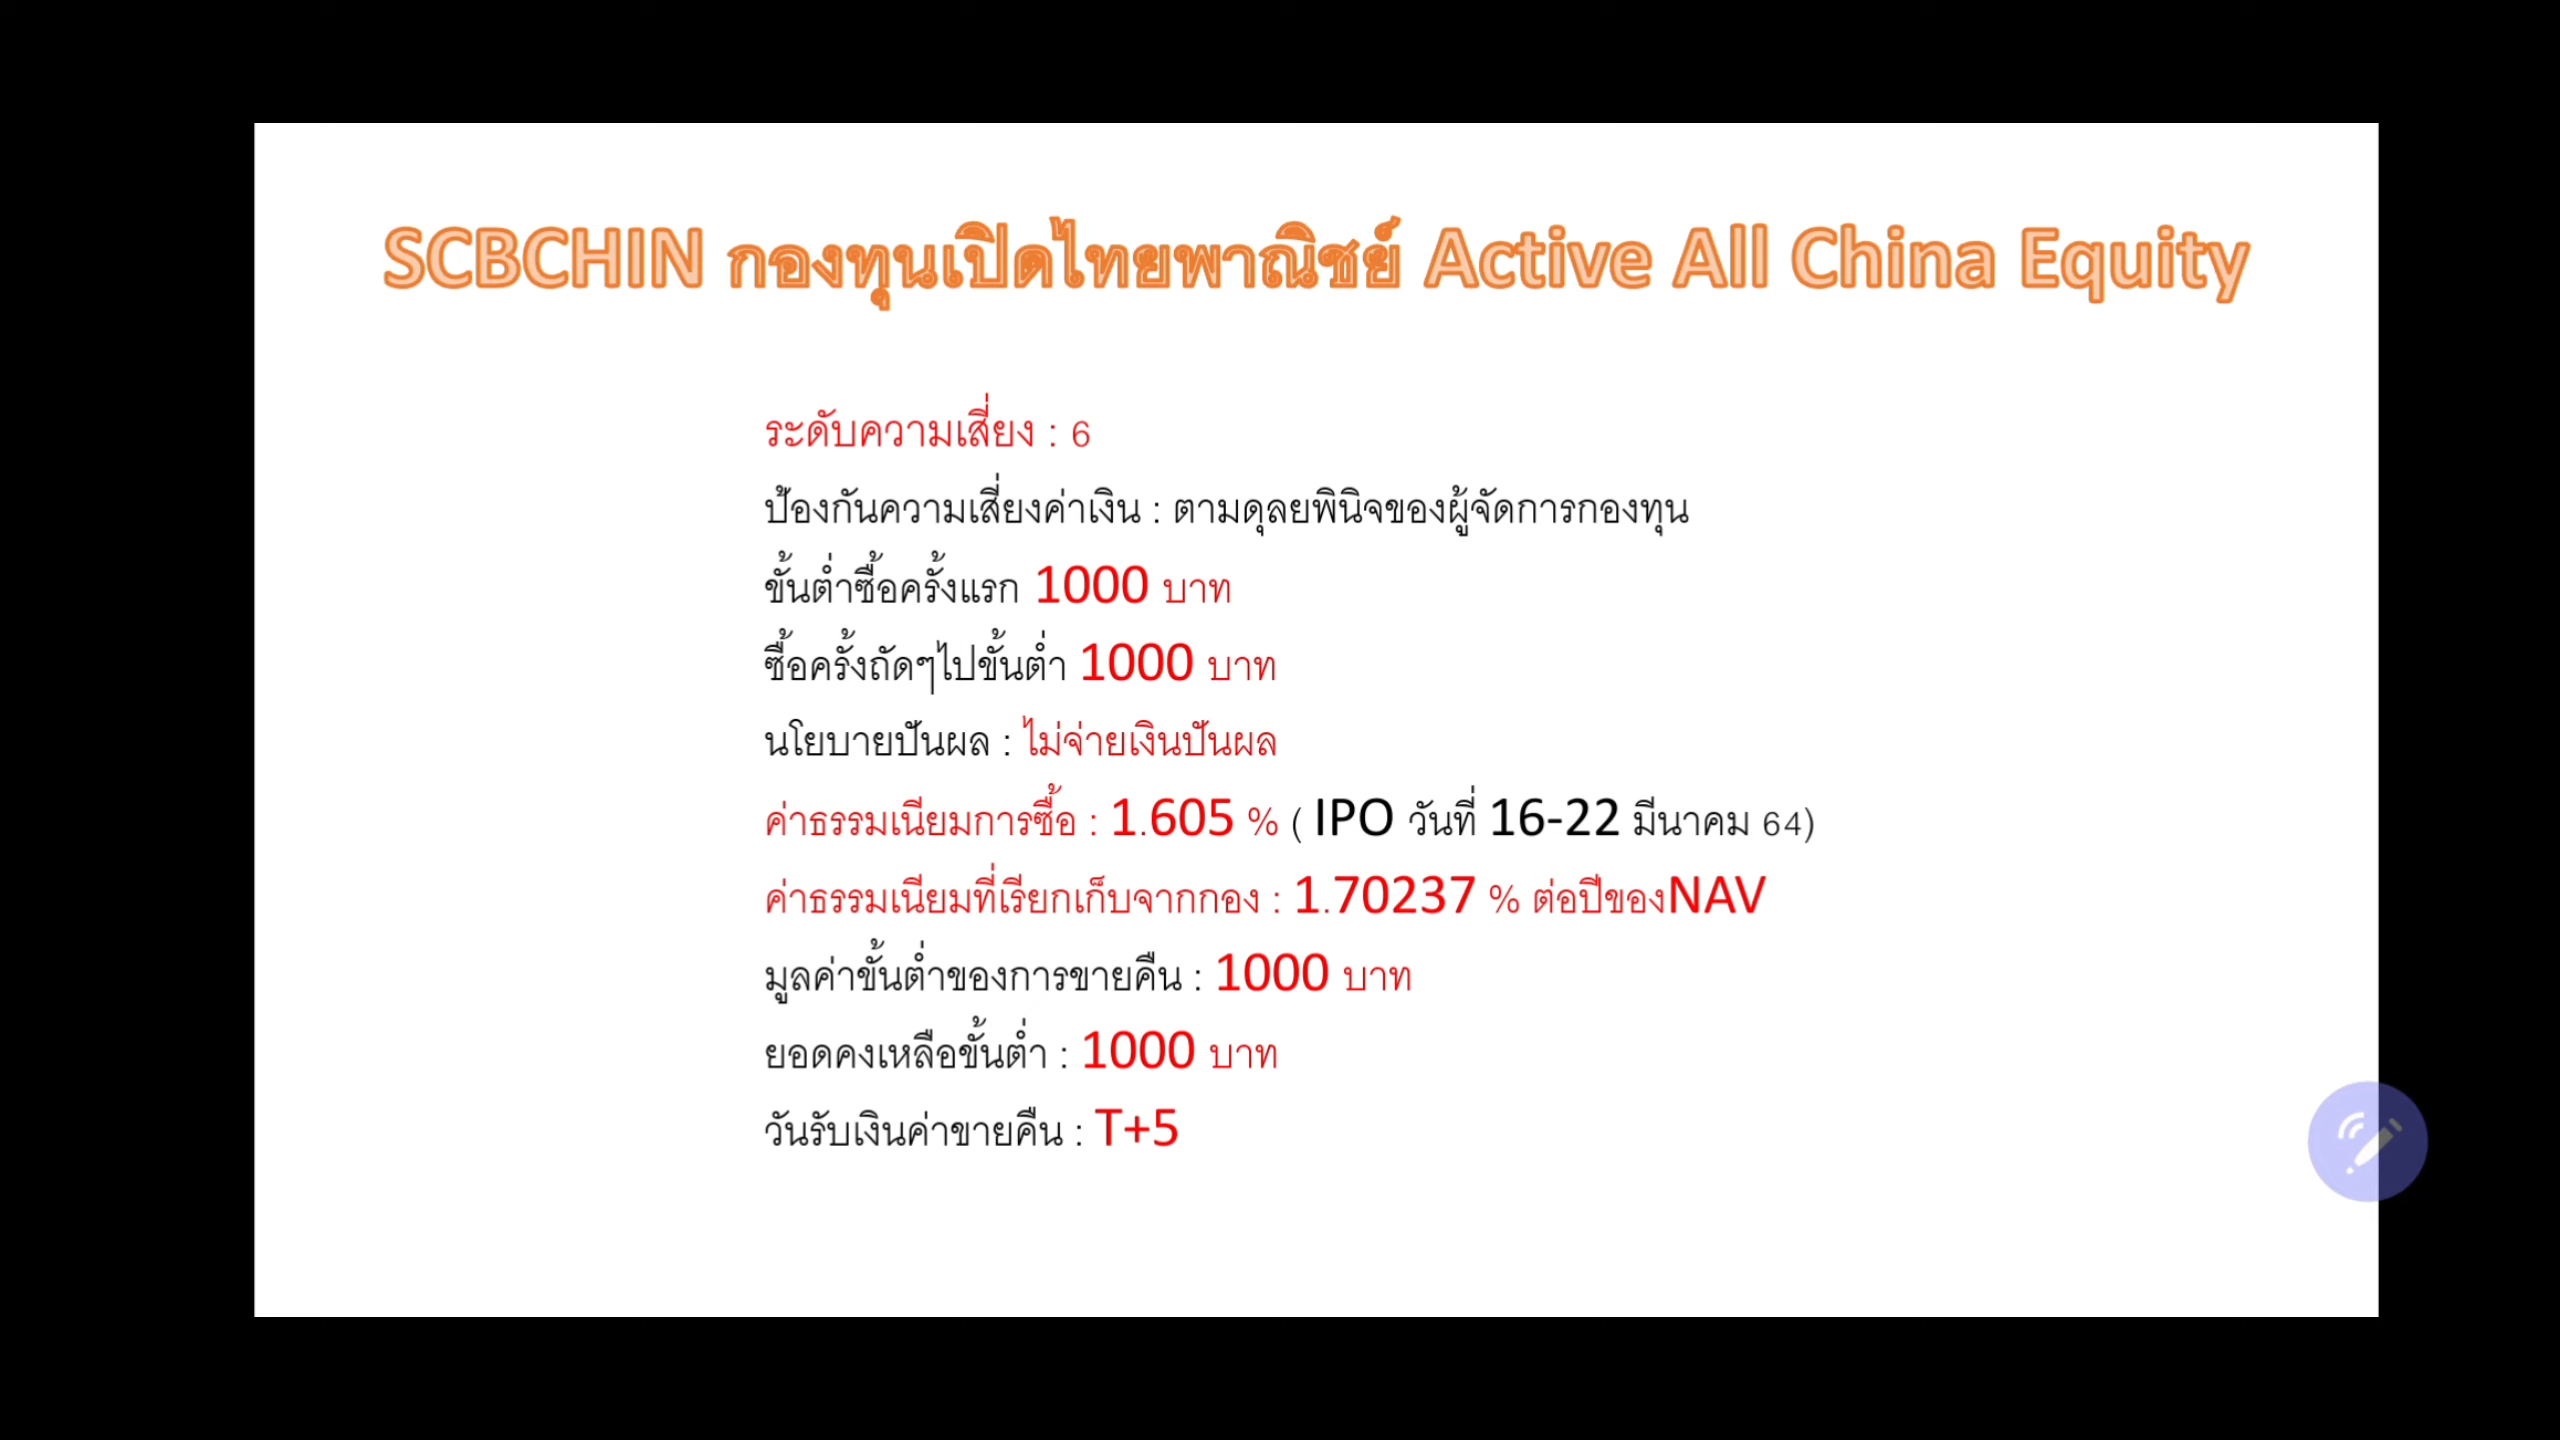 SCBCHIN กองทุนเปิดไทยพาณิชย์ Active All China Equity
ระดับความเสี่ยง : 6
ป้องกันความเสี่ยงค่าเงิน : ตามดุลยพินิจของผู้จัดการกองทุน
ขั้นต่ำซื้อครั้งแรก 1000 บาท
ซื้อครั้งถัดๆไปขั้นต่ำ 1000 บาท
นโยบายปันผล : ไม่จ่ายเงินปันผล
ค่าธรรมเนียมการซื้อ : 1.605 % ( IPO วันที่ 16-22 มีนาคม 64)
ค่าธรรมเนียมที่เรียกเก็บจากกอง : 1.70237 % ต่อปีของNAV
มูลค่าขั้นต่ำของการขายคืน : 1000 บาท
ยอดคงเหลือขั้นต่ำ : 1000 บาท
วันรับเงินค่าขายคืน : T+5